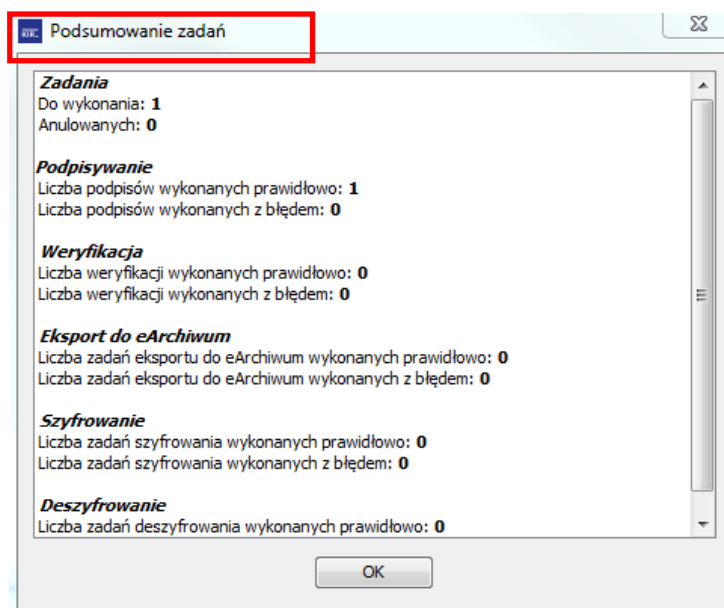 Podsumowanie zadań
Zadania
Do wykonania: 1
Anulowanych: 0
Podpisywanie
Liczba podpisów wykonanych prawidłowo: 1
Liczba podpisów wykonanych z błędem: 0
Weryfikacja
Liczba weryfikacji wykonanych prawidłowo: 0
Liczba weryfikacji wykonanych z błędem: 0
Eksport do eArchiwum
Liczba zadań eksportu do eArchiwum wykonanych prawidłowo: 0
Liczba zadań eksportu do eArchiwum wykonanych z błędem: 0
Szyfrowanie
Liczba zadań szyfrowania wykonanych prawidłowo: 0
Liczba zadań szyfrowania wykonanych z błędem: 0
Deszyfrowanie
Liczba zadań deszyfrowania wykonanych prawidłowo: 0
OK